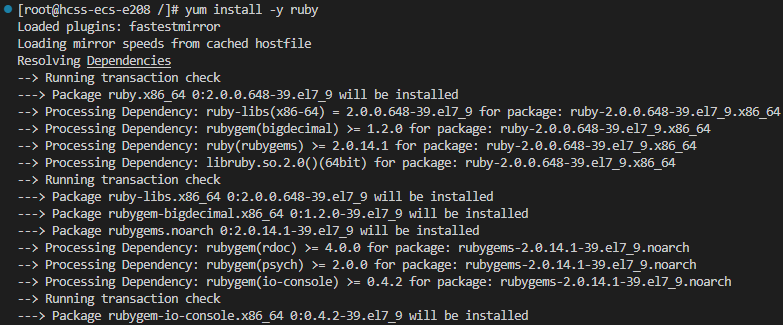 [root@hcss-ecs-e208 /]# yum install -y ruby
Loaded plugins: fastestmirror
Loading mirror speeds from cached hostfile
Resolving Dependencies
--> Running transaction check
---> Package ruby.x86_64 0:2.0.0.648-39.el7_9 will be installed
--> Processing Dependency: ruby-libs(x86-64) = 2.0.0.648-39.el7_9 for package: ruby-2.0.0.648-39.el7_9.x86_64
--> Processing Dependency: rubygem(bigdecimal) >= 1.2.0 for package: ruby-2.0.0.648-39.el7_9.x86_64
--> Processing Dependency: ruby(rubygems) >= 2.0.14.1 for package: ruby-2.0.0.648-39.el7_9.x86_64
--> Processing Dependency: libruby.so.2.0()(64bit) for package: ruby-2.0.0.648-39.el7_9.x86_64
--> Running transaction check
---> Package ruby-libs.x86_64 0:2.0.0.648-39.el7_9 will be installed
---> Package rubygem-bigdecimal.x86_64 0:1.2.0-39.el7_9 will be installed
---> Package rubygems.noarch 0:2.0.14.1-39.el7_9 will be installed
--> Processing Dependency: rubygem(rdoc) >= 4.0.0 for package: rubygems-2.0.14.1-39.el7_9.noarch
--> Processing Dependency: rubygem(psych) >= 2.0.0 for package: rubygems-2.0.14.1-39.el7_9.noarch
--> Processing Dependency: rubygem(io-console) >= 0.4.2 for package: rubygems-2.0.14.1-39.el7_9.noarch
--> Running transaction check
---> Package rubygem-io-console.x86_64 0:0.4.2-39.el7_9 will be installed